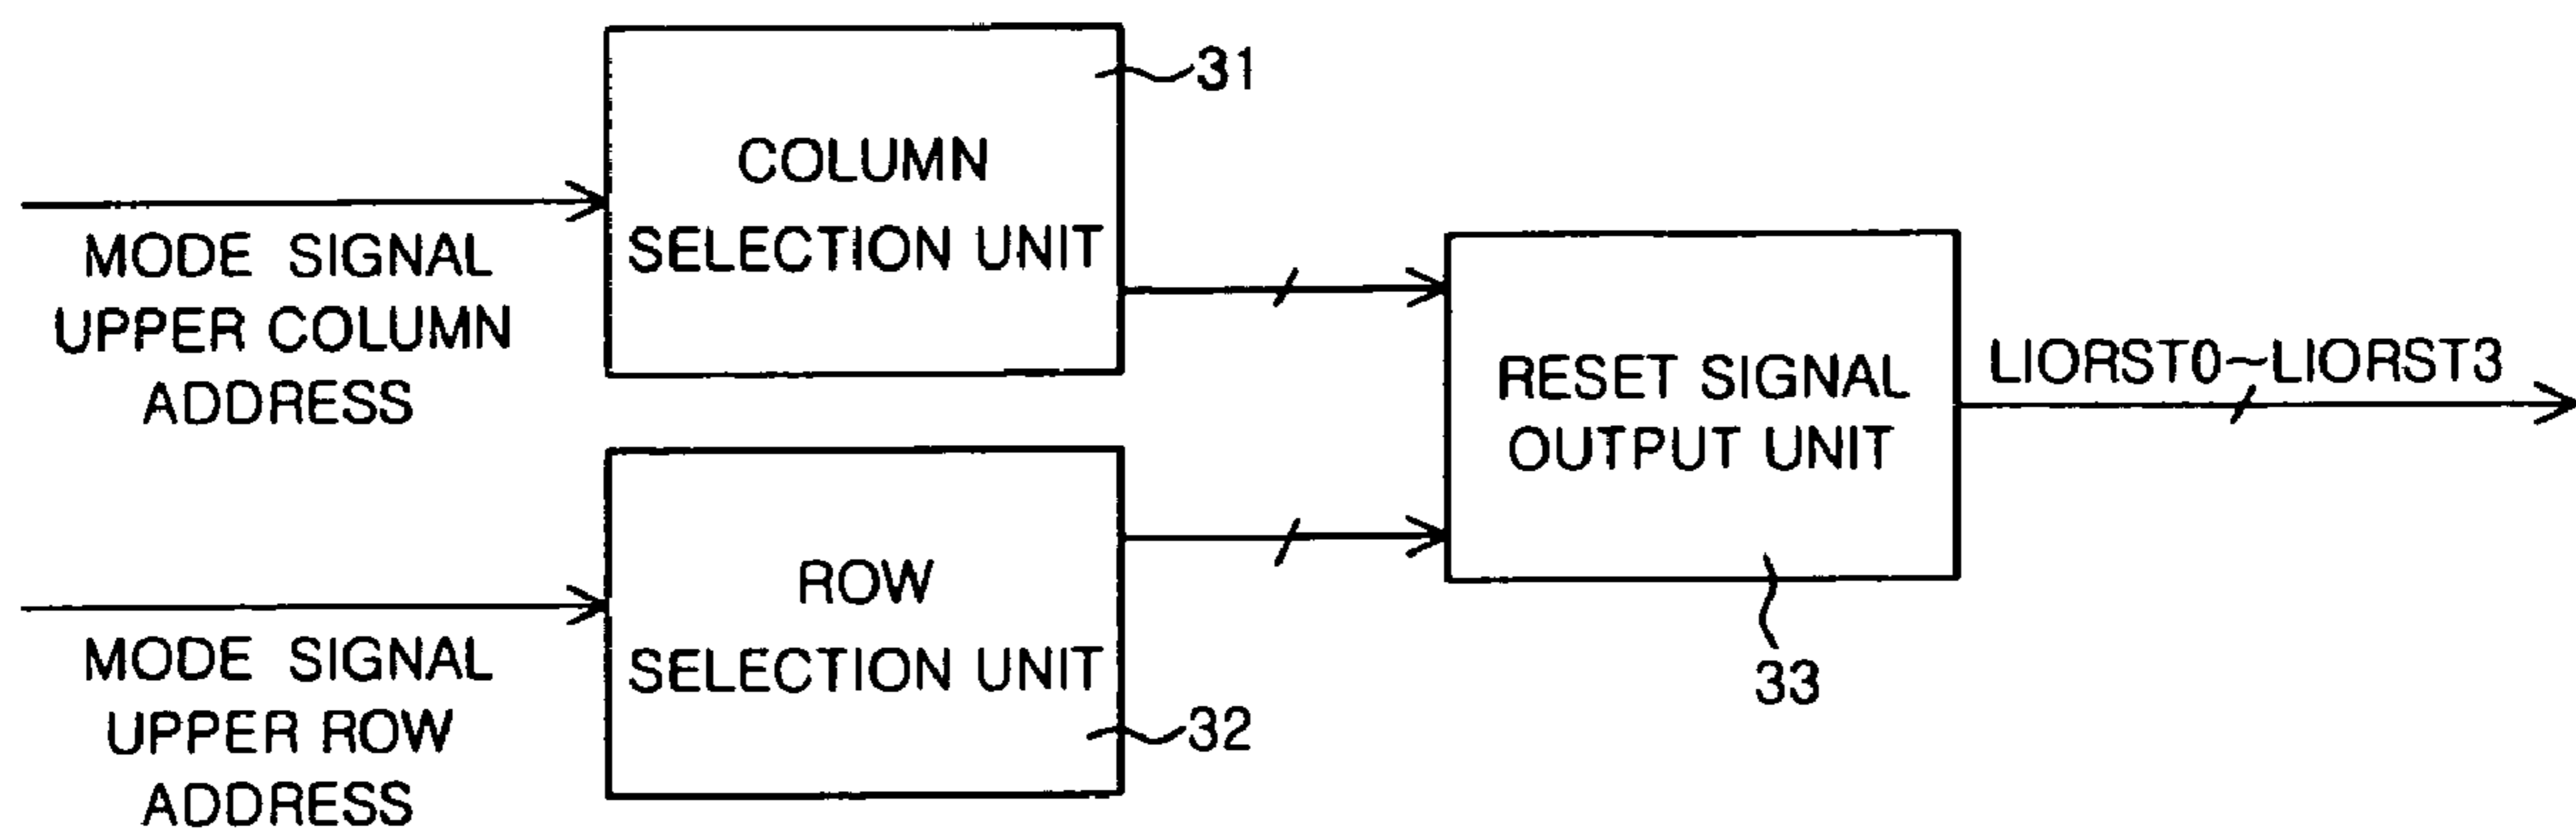 31
COLUMN
SELECTION UNIT
MODE SIGNAL
UPPER COLUMN
ADDRESS
RESET SIGNAL
OUTPUT UNIT
LIORST0~LIORST3
33
ROW
SELECTION UNIT
32
MODE SIGNAL
UPPER ROW
ADDRESS